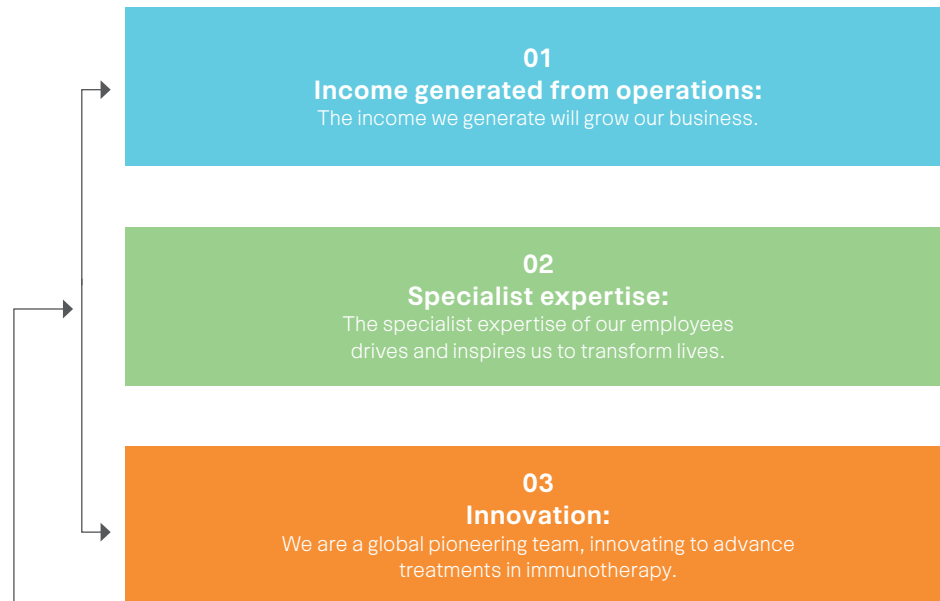 01
Income generated from operations:
The income we generate will grow our business.
02
Specialist expertise:
The specialist expertise of our employees
drives and inspires us to transform lives.
03
Innovation:
We are a global pioneering team, innovating to advance
treatments in immunotherapy.